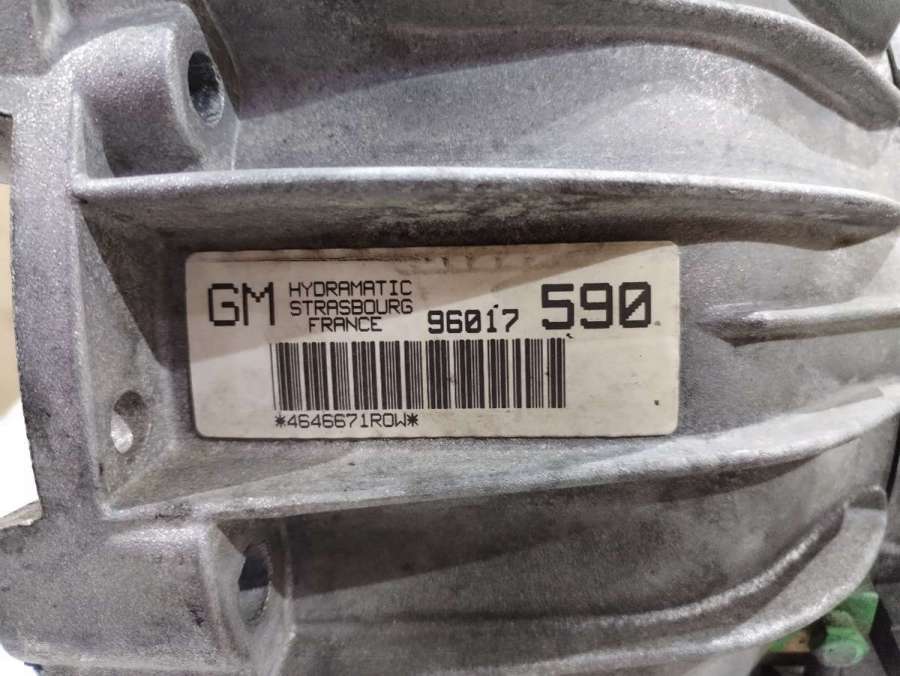 GM HYDRAMATIC
STRASBOURG
FRANCE 96017 590
*4646671ROW*